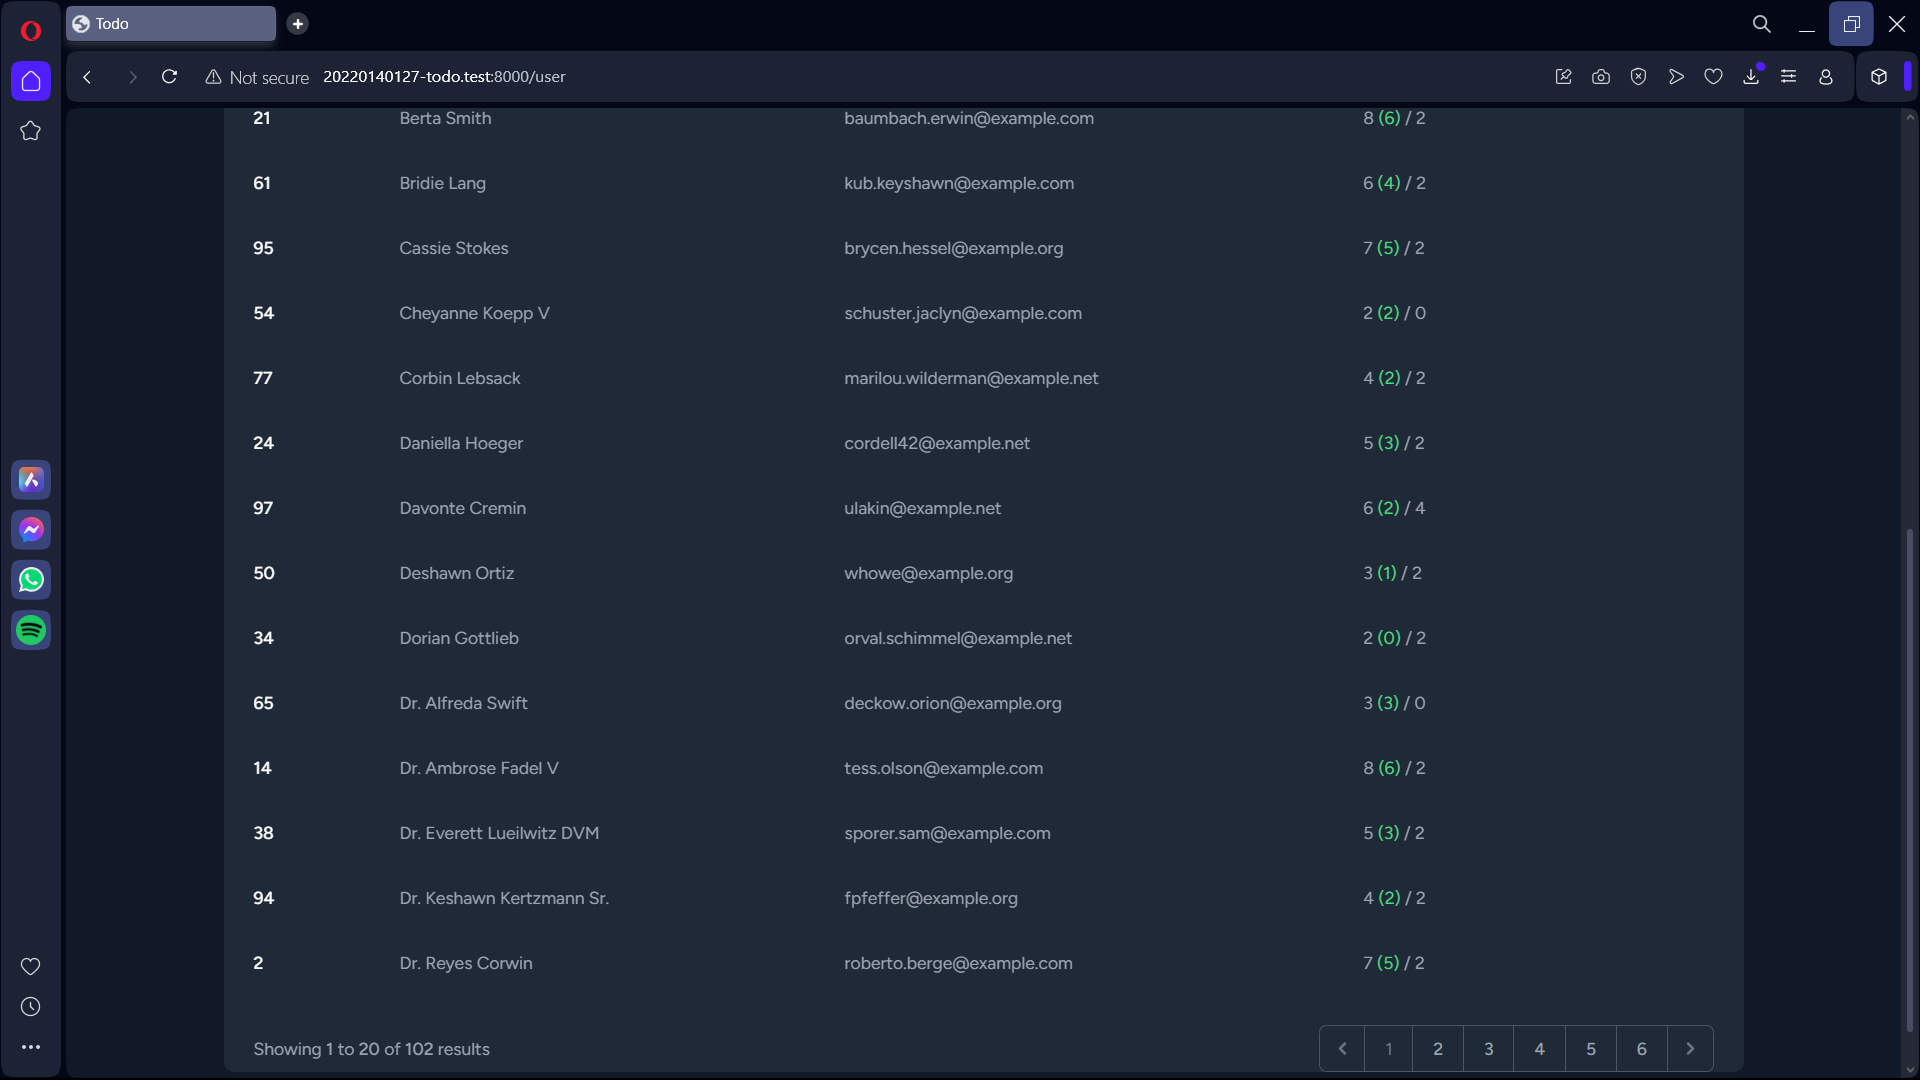 Todo
Not secure 20220140127-todo.test:8000/user
21 Berta Smith baumbach.erwin@example.com 8 (6) / 2
61 Bridie Lang kub.keyshawn@example.com 6 (4) / 2
95 Cassie Stokes brycen.hessel@example.org 7 (5) / 2
54 Cheyanne Koepp V schuster.jaclyn@example.com 2 (2) / 0
77 Corbin Lebsack marilou.wilderman@example.net 4 (2) / 2
24 Daniella Hoeger cordell42@example.net 5 (3) / 2
97 Davonte Cremin ulakin@example.net 6 (2) / 4
50 Deshawn Ortiz whowe@example.org 3 (1) / 2
34 Dorian Gottlieb orval.schimmel@example.net 2 (0) / 2
65 Dr. Alfreda Swift deckow.orion@example.org 3 (3) / 0
14 Dr. Ambrose Fadel V tess.olson@example.com 8 (6) / 2
38 Dr. Everett Lueilwitz DVM sporer.sam@example.com 5 (3) / 2
94 Dr. Keshawn Kertzmann Sr. fpfeffer@example.org 4 (2) / 2
2 Dr. Reyes Corwin roberto.berge@example.com 7 (5) / 2
Showing 1 to 20 of 102 results 1 2 3 4 5 6